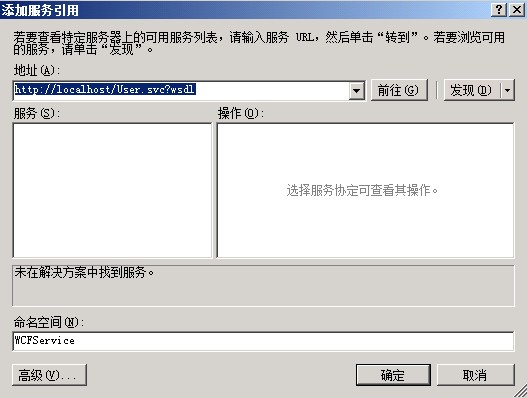 添加服务引用
若要查看特定服务器上的可用服务列表，请输入服务 URL，然后单击“转到”。若要浏览可用
的服务，请单击“发现”。
地址(A):
http://localhost/User.svc?wsdl 前往(G) 发现(D)
服务(S): 操作(O):
选择服务协定可查看其操作。
未在解决方案中找到服务。
命名空间(N):
WCFService
高级(V)... 确定 取消